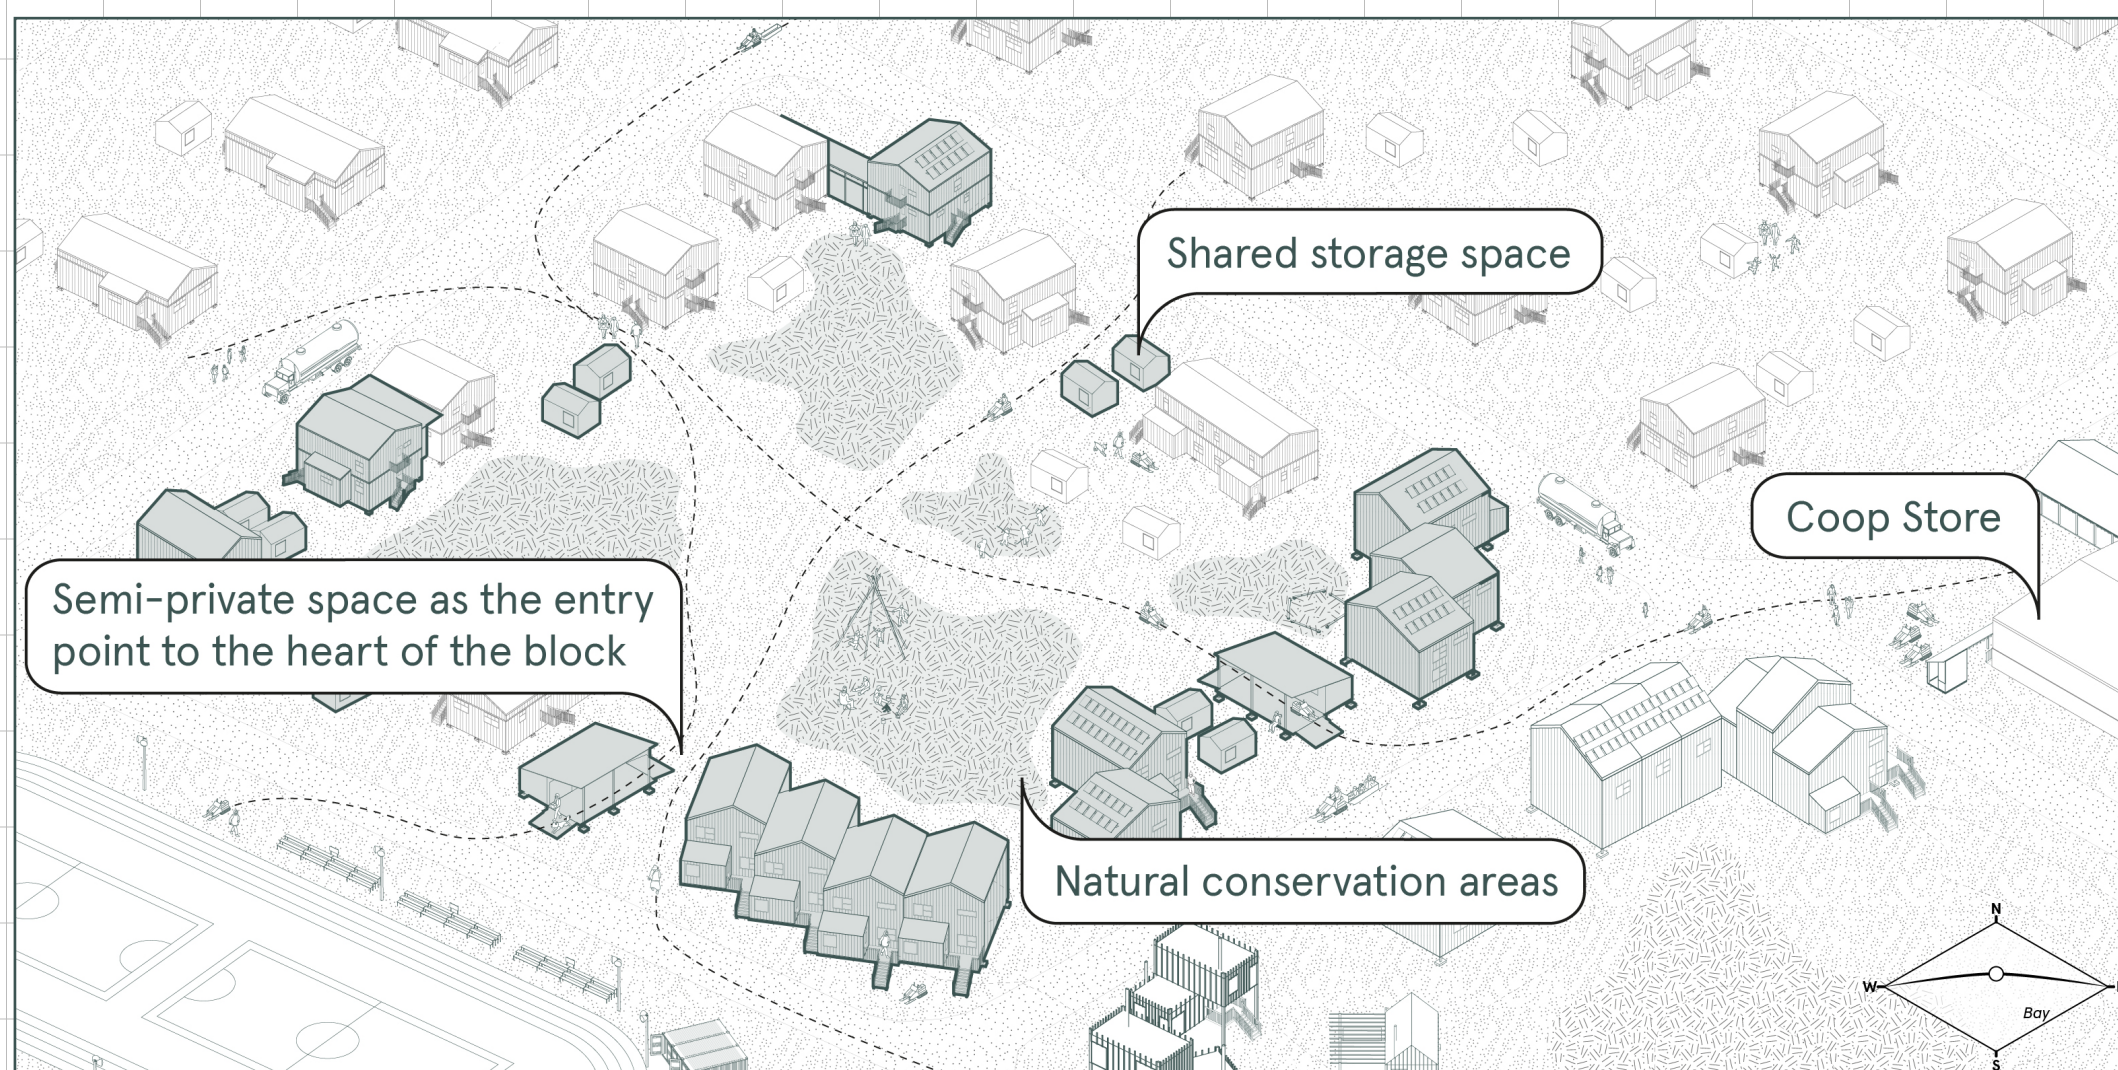 Shared storage space
Coop Store
Semi-private space as the entry
point to the heart of the block
Natural conservation areas
N
W
Bay
S